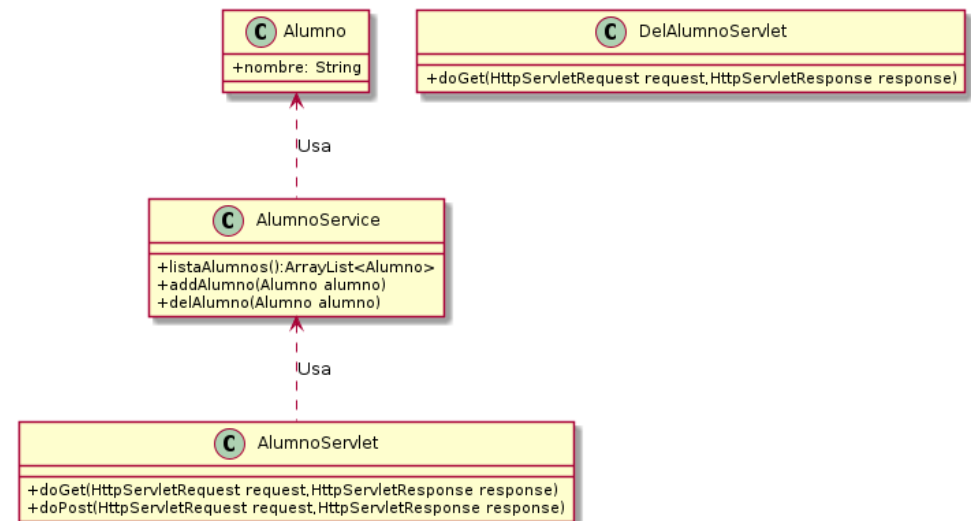 C Alumno
+nombre: String
C DelAlumnoServlet
+doGet(HttpServletRequest request,HttpServletResponse response)
Usa
C AlumnoService
+listaAlumnos():ArrayList<Alumno>
+addAlumno(Alumno alumno)
+delAlumno(Alumno alumno)
Usa
C AlumnoServlet
+doGet(HttpServletRequest request,HttpServletResponse response)
+doPost(HttpServletRequest request,HttpServletResponse response)